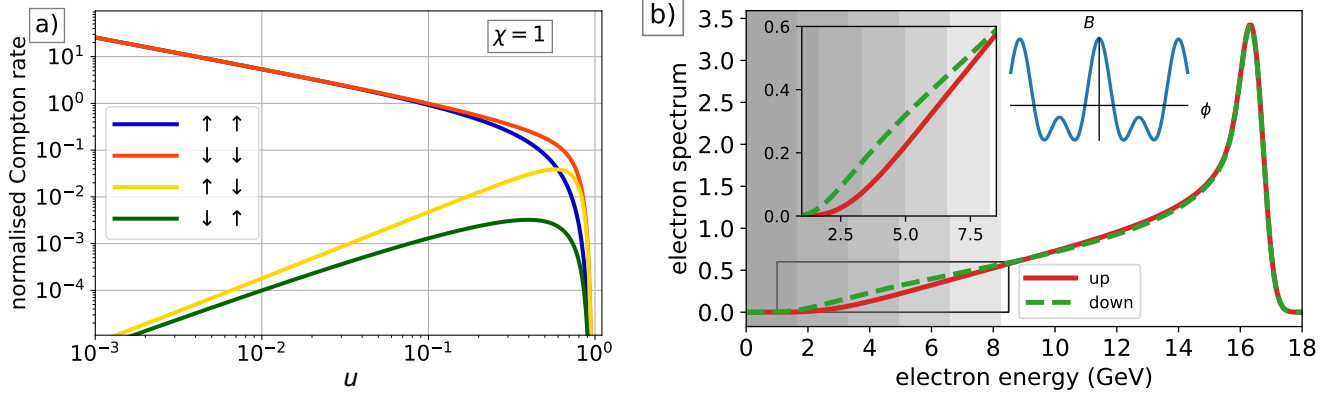 a)
χ = 1
normalised Compton rate
10¹
10⁰
10⁻¹
10⁻²
10⁻³
10⁻⁴
↑ ↑
↓ ↓
↑ ↓
↓ ↑
10⁻³
10⁻²
10⁻¹
10⁰
u
b)
electron spectrum
3.5
3.0
2.5
2.0
1.5
1.0
0.5
0.0
0.6
0.4
0.2
0.0
2.5 5.0 7.5
B
ϕ
up
down
0 2 4 6 8 10 12 14 16 18
electron energy (GeV)